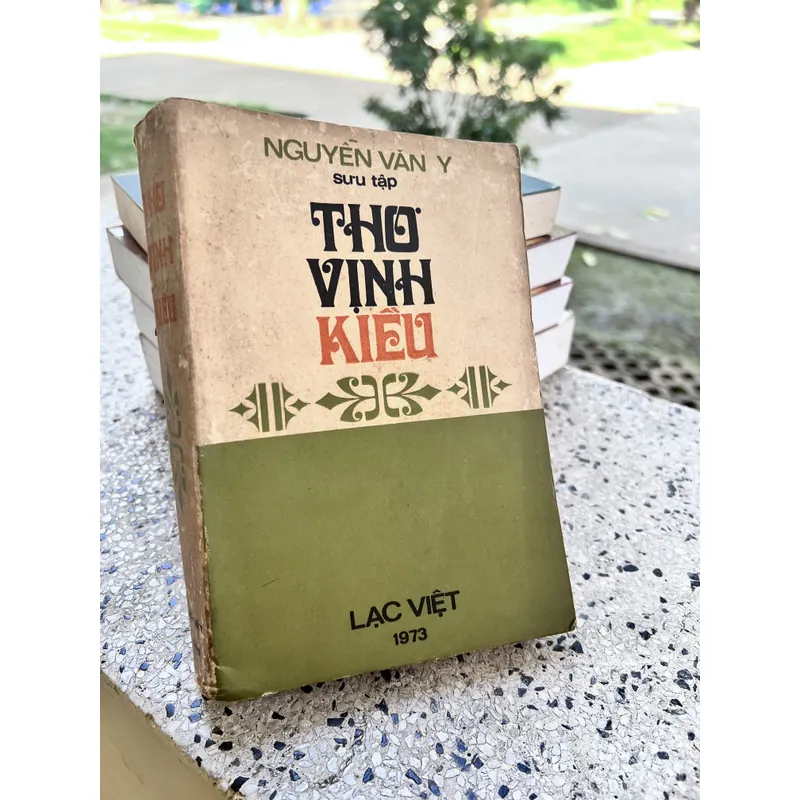 NGUYỄN VĂN Y
sưu tập
THƠ
VỊNH
KIỀU
LẠC VIỆT
1973